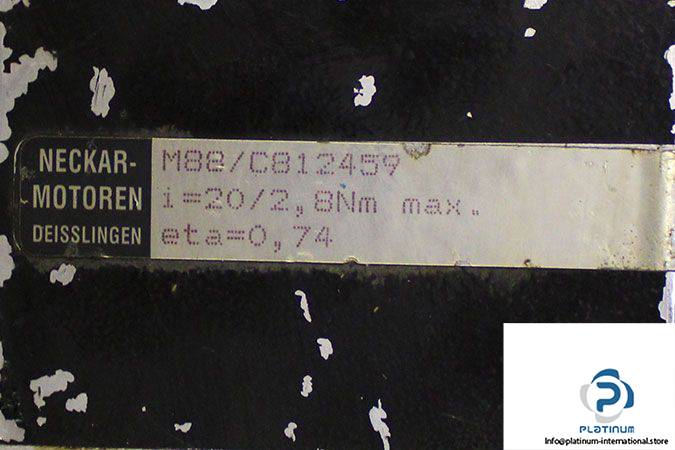 NECKAR-
MOTOREN
DEISSLINGEN
M88/C812459
i=20/2,8Nm max.
eta=0,74
PLATINUM
Info@platinum-international.store